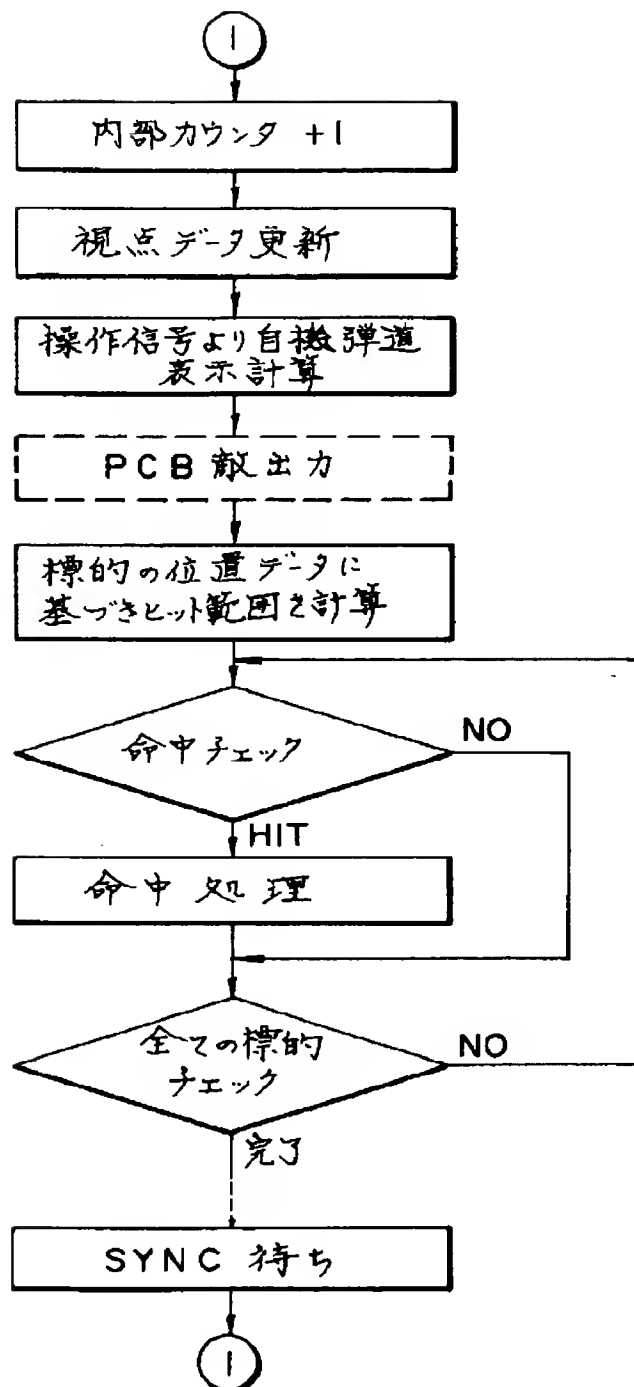 1
内部カウンタ +1
視点データ更新
操作信号より自機弾道
表示計算
PCB 敵出力
標的の位置データに
基づきヒット範囲を計算
命中チェック
NO
HIT
命中 処理
全ての標的
チェック
NO
完了
SYNC 待ち
1